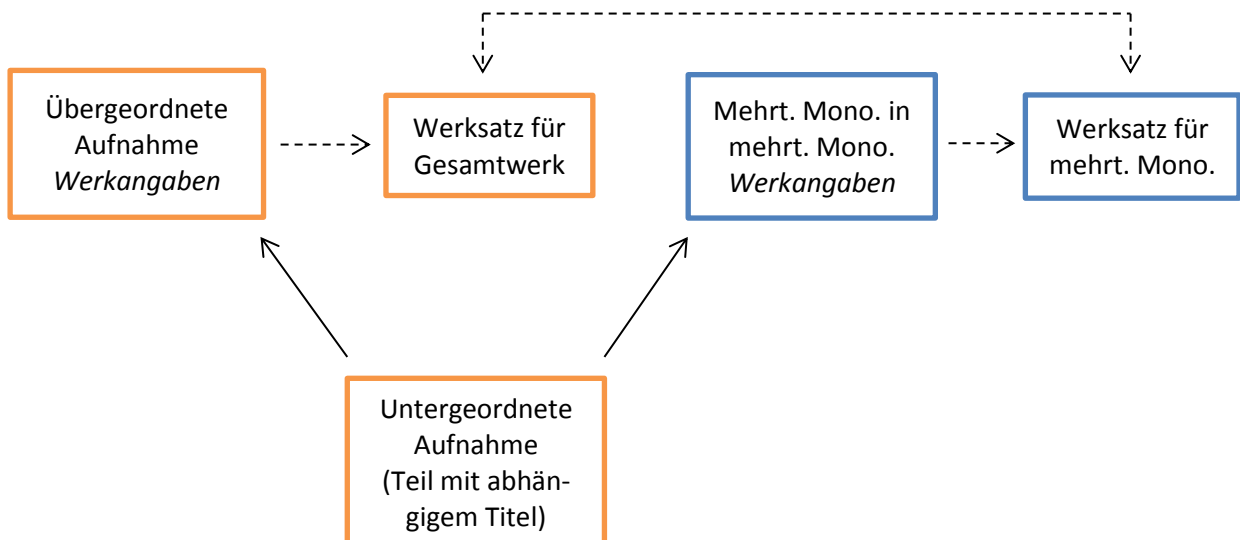 Übergeordnete
Aufnahme
Werkangaben
Werksatz für
Gesamtwerk
Mehrt. Mono. in
mehrt. Mono.
Werkangaben
Werksatz für
mehrt. Mono.
Untergeordnete
Aufnahme
(Teil mit abhän-
gigem Titel)